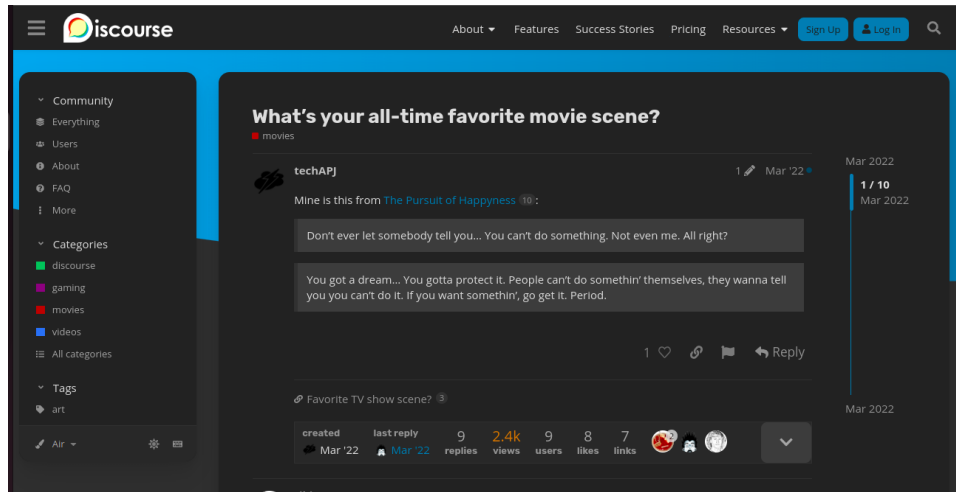 Discourse
About
Features
Success Stories
Pricing
Resources
Sign Up
Log In
Community
Everything
Users
About
FAQ
More
Categories
discourse
gaming
movies
videos
All categories
Tags
art
Air
What's your all-time favorite movie scene?
movies
techAPJ
1
Mar '22
Mine is this from The Pursuit of Happyness 10 :
Don't ever let somebody tell you... You can't do something. Not even me. All right?
You got a dream... You gotta protect it. People can't do somethin' themselves, they wanna tell
you you can't do it. If you want somethin', go get it. Period.
1
Reply
Favorite TV show scene? 3
created
Mar '22
last reply
Mar '22
9
replies
2.4k
views
9
users
8
likes
7
links
2
Mar 2022
1 / 10
Mar 2022
Mar 2022